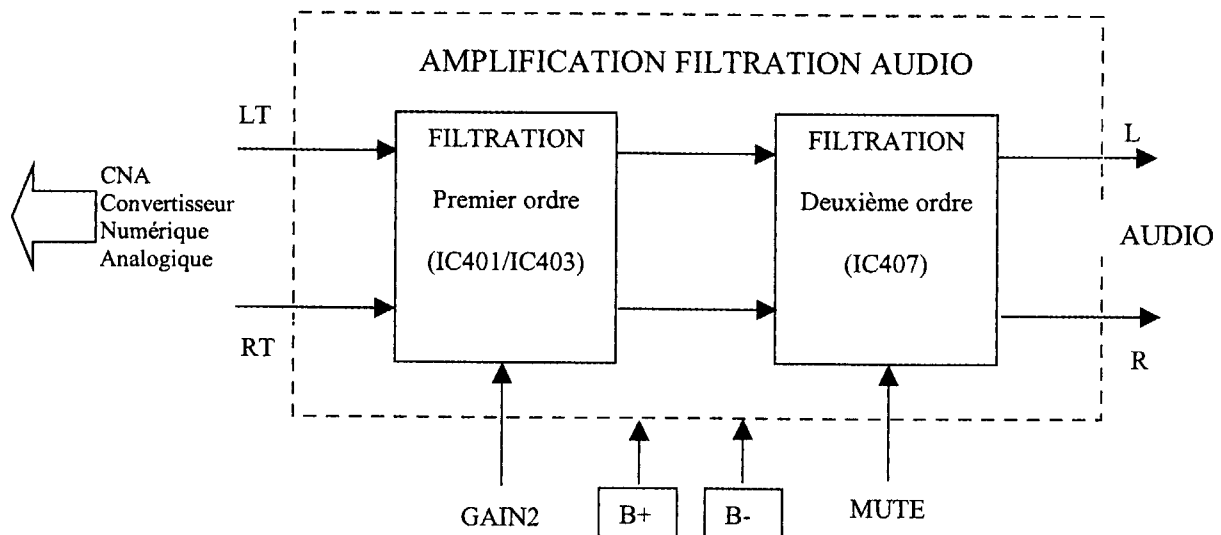 AMPLIFICATION FILTRATION AUDIO
LT
CNA
Convertisseur
Numérique
Analogique
RT
FILTRATION
Premier ordre
(IC401/IC403)
FILTRATION
Deuxième ordre
(IC407)
L
AUDIO
R
GAIN2
B+
B-
MUTE